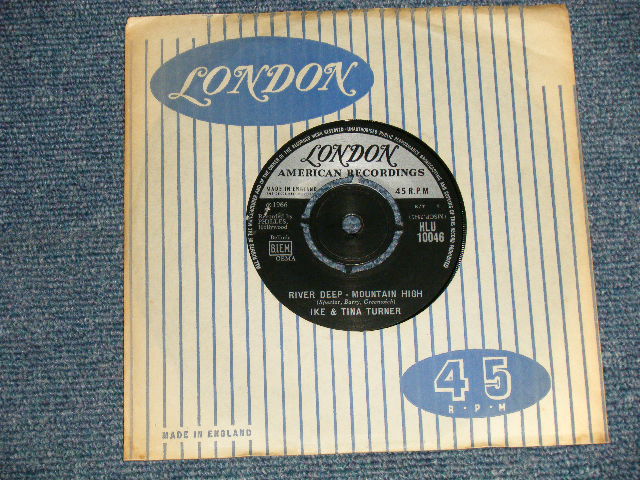 LONDON
LONDON
AMERICAN RECORDINGS
MADE IN ENGLAND
45 R.P.M
℗ 1966
Recorded by
PHILLES,
Hollywood
B.I.E.M.
HLU
10046
RIVER DEEP - MOUNTAIN HIGH
(Spector, Barry, Greenwich)
IKE & TINA TURNER
45
R·P·M
MADE IN ENGLAND